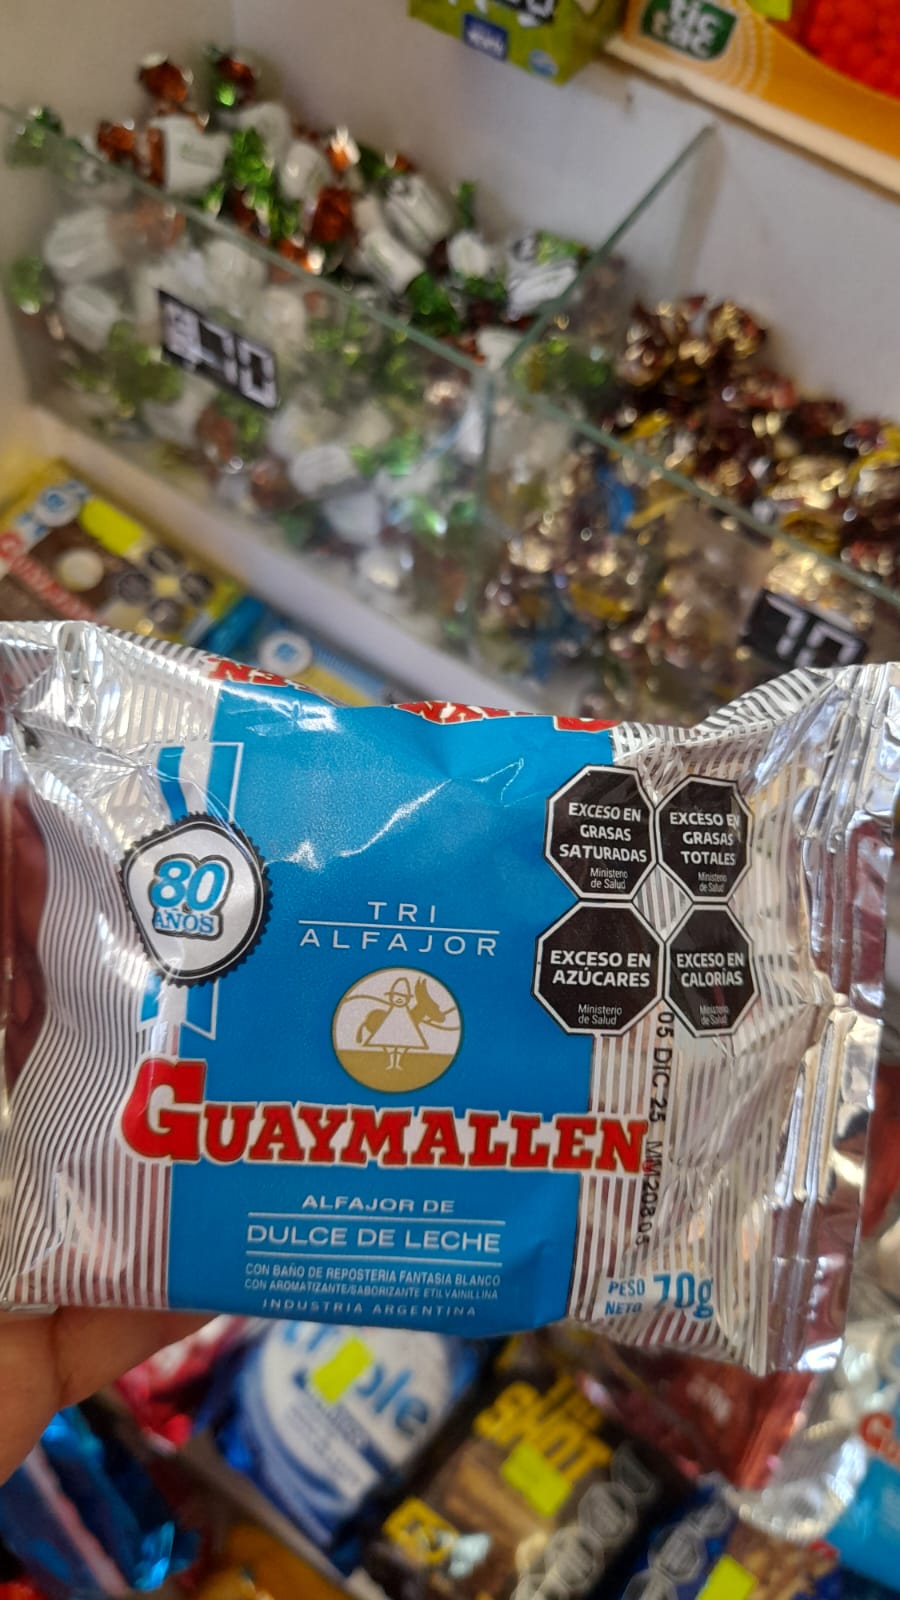 tic
tac
70
80
AÑOS
TRI
ALFAJOR
GUAYMALLEN
ALFAJOR DE
DULCE DE LECHE
CON BAÑO DE REPOSTERIA FANTASIA BLANCO
CON AROMATIZANTE/SABORIZANTE ETILVAINILLINA
INDUSTRIA ARGENTINA
EXCESO EN
GRASAS
SATURADAS
Ministerio
de Salud
EXCESO EN
GRASAS
TOTALES
Ministerio
de Salud
EXCESO EN
AZÚCARES
Ministerio
de Salud
EXCESO EN
CALORÍAS
Ministerio
de Salud
05 DIC 25
PESO
NETO 70g